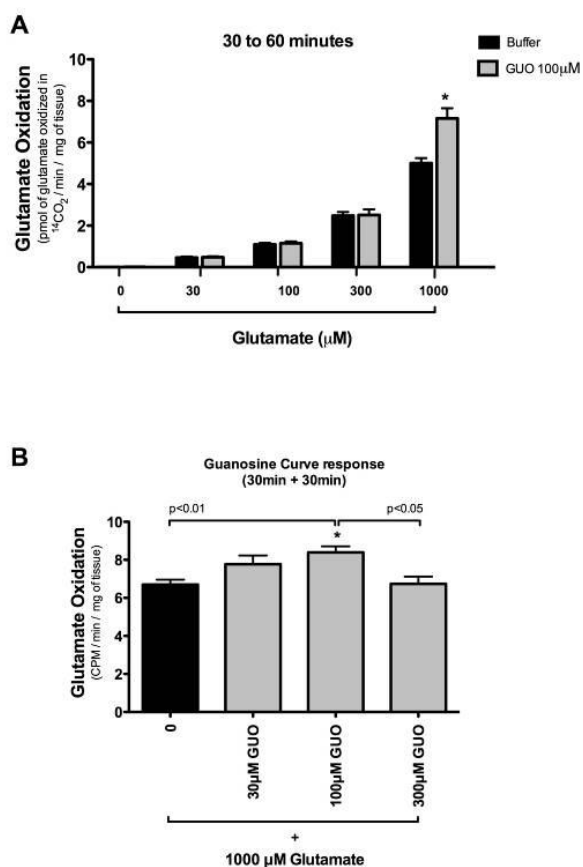 A
30 to 60 minutes
Buffer
GUO 100μM
Glutamate Oxidation
(pmol of glutamate oxidized in
¹⁴CO₂ / min / mg of tissue)
10
8
6
4
2
0
*
0 30 100 300 1000
Glutamate (μM)
B
Guanosine Curve response
(30min + 30min)
p<0.01 p<0.05
*
Glutamate Oxidation
(CPM / min / mg of tissue)
10
8
6
4
2
0
0
30μM GUO
100μM GUO
300μM GUO
+
1000 μM Glutamate